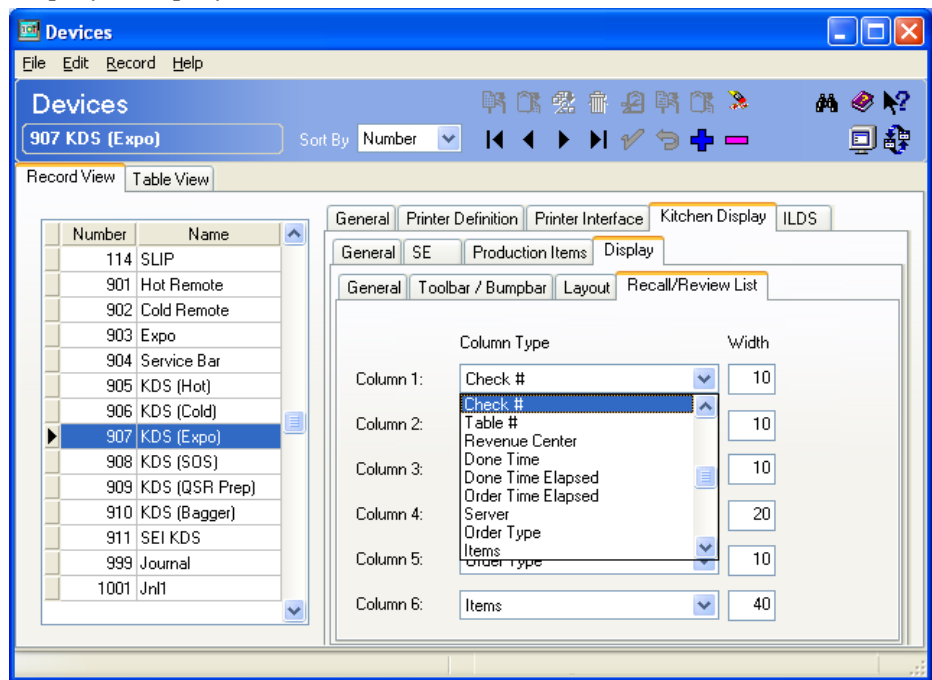 Devices
File Edit Record Help
Devices
907 KDS (Expo)
Sort By Number
Record View Table View
General Printer Definition Printer Interface Kitchen Display ILDS
General SE Production Items Display
General Toolbar / Bumpbar Layout Recall/Review List
Number Name
114 SLIP
901 Hot Remote
902 Cold Remote
903 Expo
904 Service Bar
905 KDS (Hot)
906 KDS (Cold)
907 KDS (Expo)
908 KDS (SOS)
909 KDS (QSR Prep)
910 KDS (Bagger)
911 SEI KDS
999 Journal
1001 Jnl1
Column Type Width
Column 1: Check # 10
Check #
Table #
Revenue Center
Done Time
Done Time Elapsed
Order Time Elapsed
Server
Order Type
Items
Column 2: 10
Column 3: 10
Column 4: 20
Column 5: Order Type 10
Column 6: Items 40